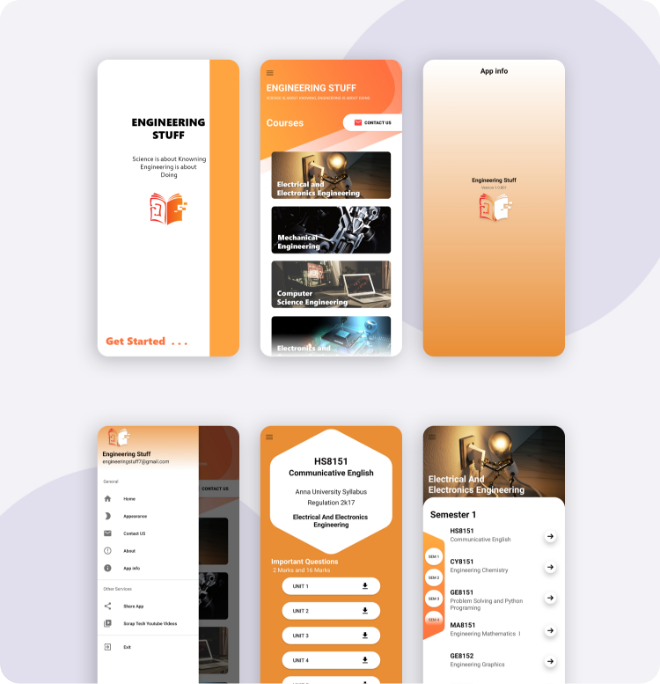 ENGINEERING
STUFF
Science is about Knowning
Engineering is about
Doing
Get Started . . .
ENGINEERING STUFF
SCIENCE IS ABOUT KNOWING, ENGINEERING IS ABOUT DOING
Courses
CONTACT US
Electrical and
Electronics Engineering
Mechanical
Engineering
Computer
Science Engineering
Electronics and
App info
Engineering Stuff
Engineering Stuff
engineeringstuff7@gmail.com
General
Home
Appearance
Contact US
About
App info
Other Services
Share App
Scrap Tech Youtube Videos
Exit
CONTACT US
HS8151
Communicative English
Anna University Syllabus
Regulation 2k17
Electrical And Electronics
Engineering
Important Questions
2 Marks and 16 Marks
UNIT 1
UNIT 2
UNIT 3
UNIT 4
Electrical And
Electronics Engineering
Semester 1
SEM 1
SEM 2
SEM 3
SEM 4
HS8151
Communicative English
CY8151
Engineering Chemistry
GE8151
Problem Solving and Python
Programing
MA8151
Engineering Mathematics I
GE8152
Engineering Graphics